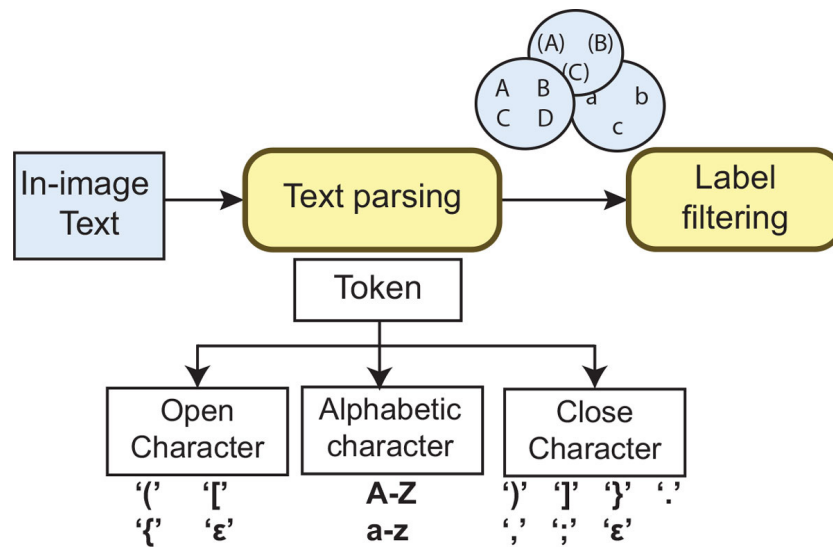 (A) (B)
(C)
A B
C D
a b
c
In-image
Text
Text parsing
Label
filtering
Token
Open
Character
Alphabetic
character
Close
Character
‘(’ ‘[’
‘{’ ‘ε’
A-Z
a-z
‘)’ ‘]’ ‘}’ ‘.’
‘,’ ‘;’ ‘ε’